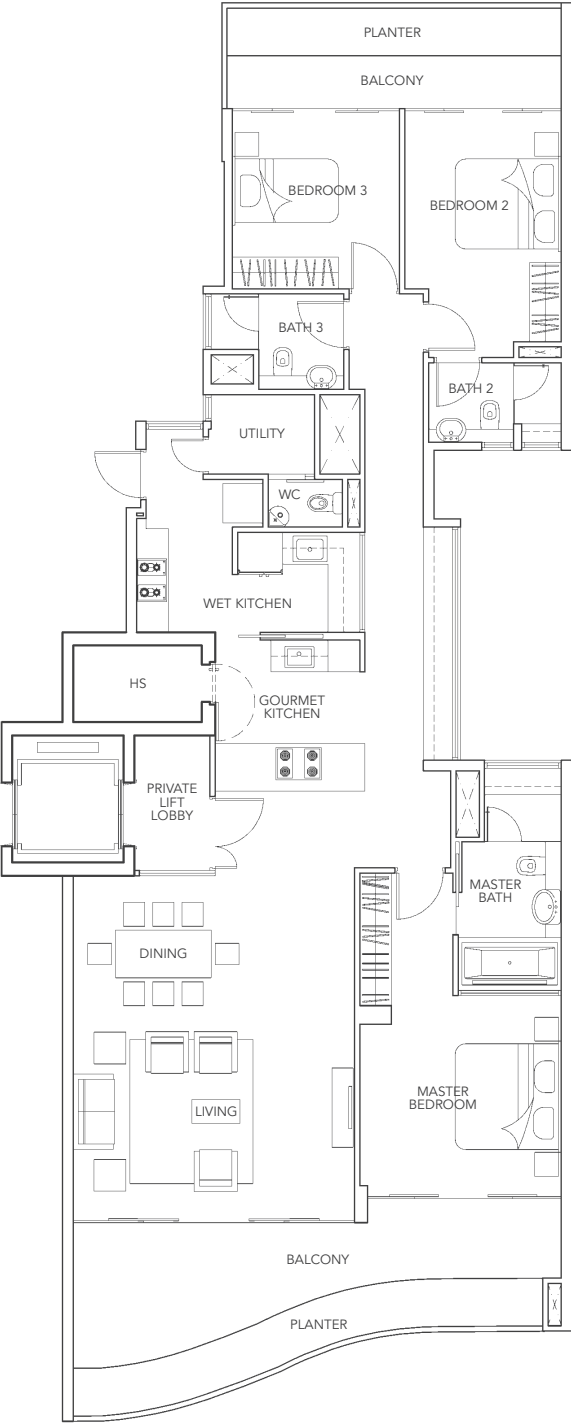 PLANTER
BALCONY
BEDROOM 3
BEDROOM 2
BATH 3
BATH 2
UTILITY
WC
WET KITCHEN
HS
GOURMET
KITCHEN
PRIVATE
LIFT
LOBBY
MASTER
BATH
DINING
MASTER
BEDROOM
LIVING
BALCONY
PLANTER